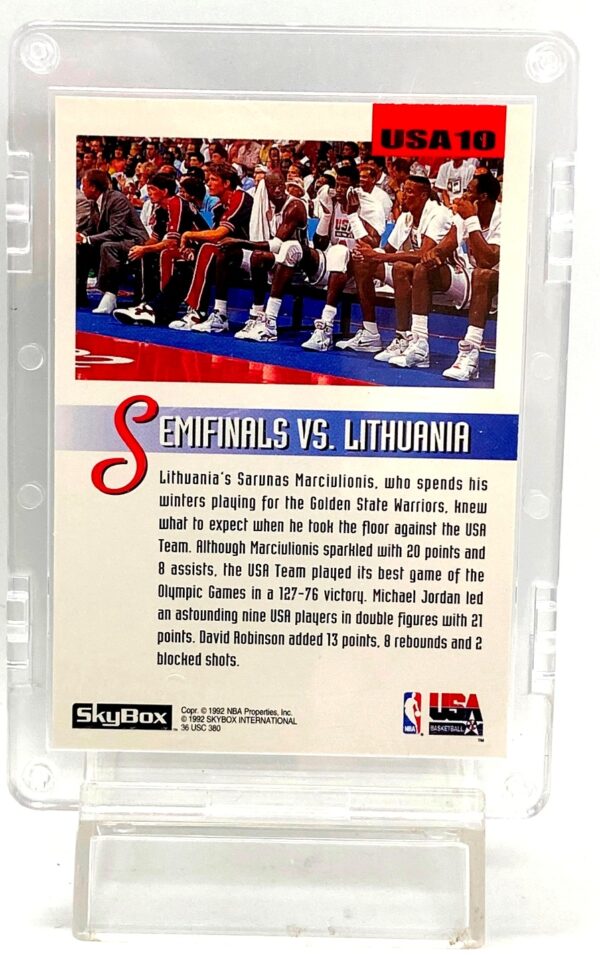 USA10
USA
SEMIFINALS VS. LITHUANIA
Lithuania's Sarunas Marciulionis, who spends his
winters playing for the Golden State Warriors, knew
what to expect when he took the floor against the USA
Team. Although Marciulionis sparkled with 20 points and
8 assists, the USA Team played its best game of the
Olympic Games in a 127-76 victory. Michael Jordan led
an astounding nine USA players in double figures with 21
points. David Robinson added 13 points, 8 rebounds and 2
blocked shots.
SkyBox™
Copr. © 1992 NBA Properties, Inc.
© 1992 SKYBOX INTERNATIONAL
36 USC 380
NBA
USA
BASKETBALL
TM